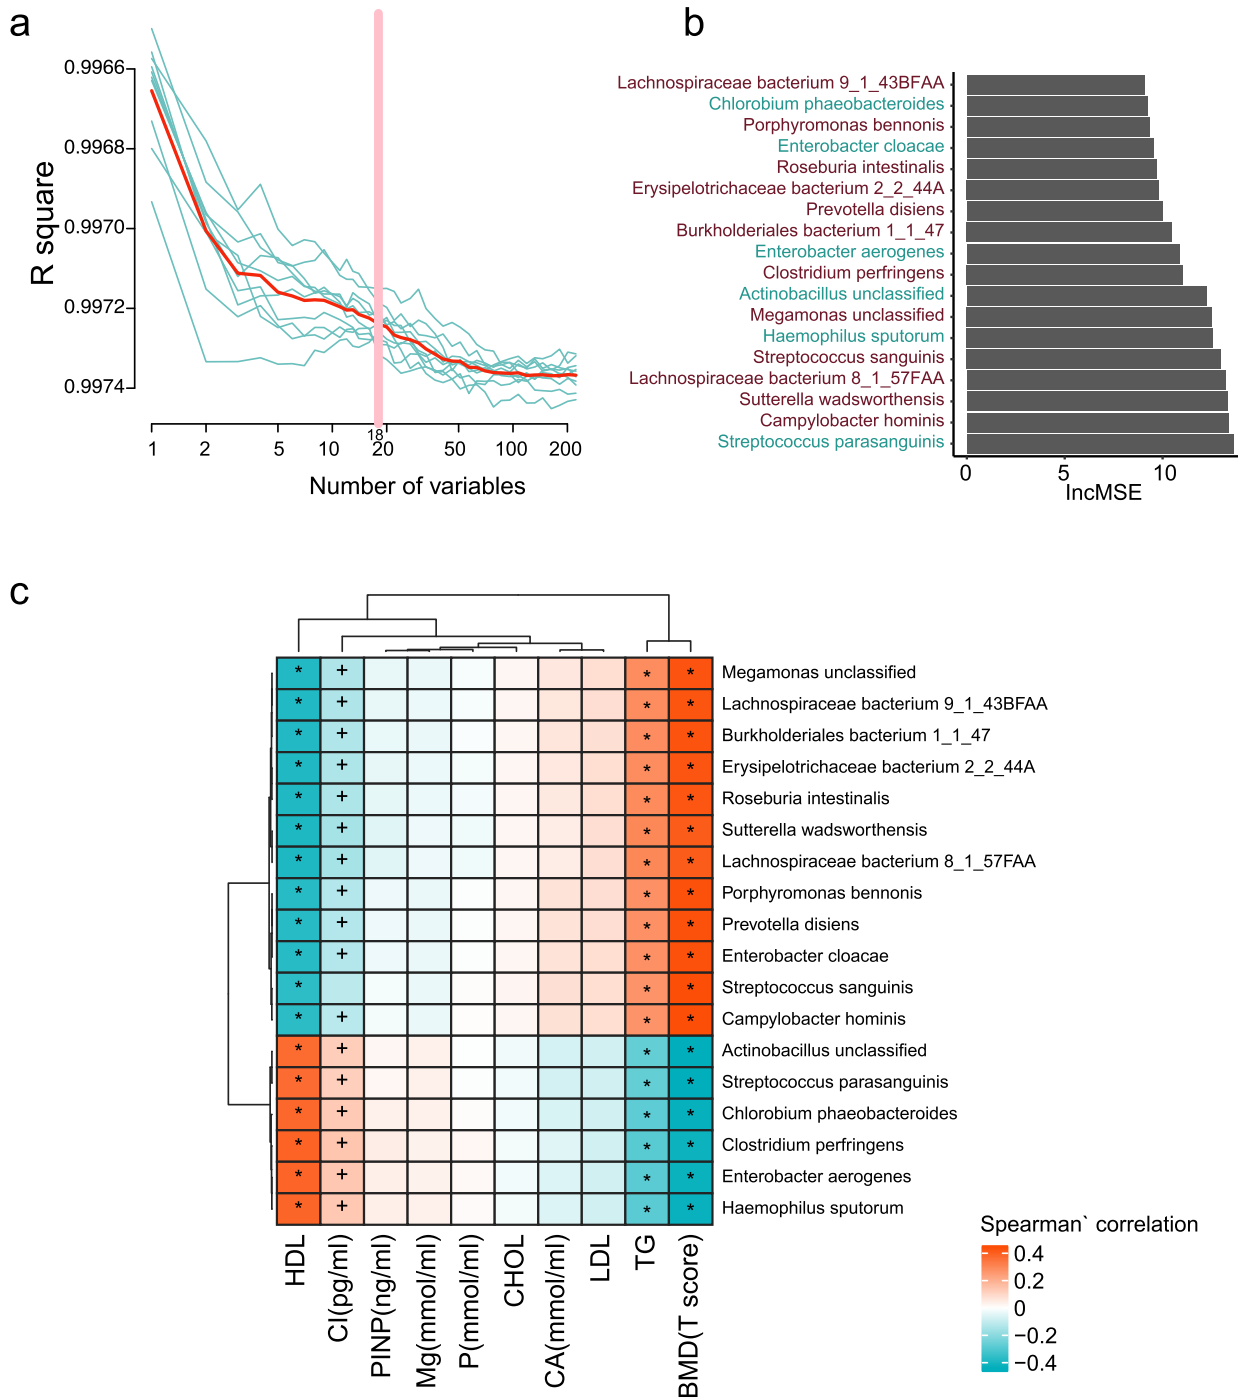 a
0.9966
0.9968
0.9970
0.9972
0.9974
R square
1
2
5
10
18
20
50
100
200
Number of variables
b
Lachnospiraceae bacterium 9_1_43BFAA
Chlorobium phaeobacteroides
Porphyromonas bennonis
Enterobacter cloacae
Roseburia intestinalis
Erysipelotrichaceae bacterium 2_2_44A
Prevotella disiens
Burkholderiales bacterium 1_1_47
Enterobacter aerogenes
Clostridium perfringens
Actinobacillus unclassified
Megamonas unclassified
Haemophilus sputorum
Streptococcus sanguinis
Lachnospiraceae bacterium 8_1_57FAA
Sutterella wadsworthensis
Campylobacter hominis
Streptococcus parasanguinis
0
5
10
IncMSE
c
Megamonas unclassified
Lachnospiraceae bacterium 9_1_43BFAA
Burkholderiales bacterium 1_1_47
Erysipelotrichaceae bacterium 2_2_44A
Roseburia intestinalis
Sutterella wadsworthensis
Lachnospiraceae bacterium 8_1_57FAA
Porphyromonas bennonis
Prevotella disiens
Enterobacter cloacae
Streptococcus sanguinis
Campylobacter hominis
Actinobacillus unclassified
Streptococcus parasanguinis
Chlorobium phaeobacteroides
Clostridium perfringens
Enterobacter aerogenes
Haemophilus sputorum
HDL
Cl(pg/ml)
PINP(ng/ml)
Mg(mmol/ml)
P(mmol/ml)
CHOL
CA(mmol/ml)
LDL
TG
BMD(T score)
Spearman` correlation
0.4
0.2
0
−0.2
−0.4